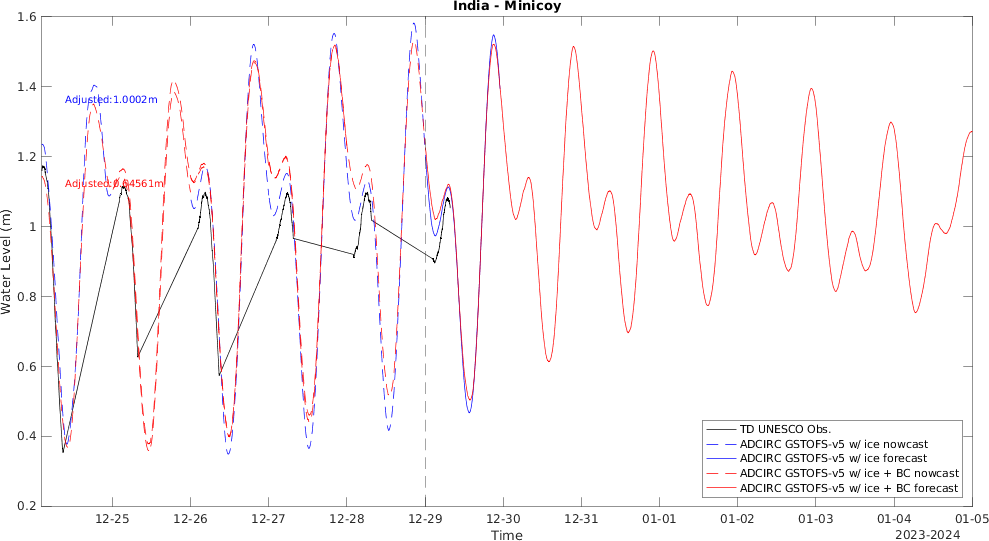 India - Minicoy
1.6
1.4
1.2
1
0.8
0.6
0.4
0.2
Water Level (m)
Adjusted:1.0002m
12-25
12-26
12-27
12-28
12-29
12-30
12-31
01-01
01-02
01-03
01-04
01-05
Time
2023-2024
TD UNESCO Obs.
ADCIRC GSTOFS-v5 w/ ice nowcast
ADCIRC GSTOFS-v5 w/ ice forecast
ADCIRC GSTOFS-v5 w/ ice + BC nowcast
ADCIRC GSTOFS-v5 w/ ice + BC forecast